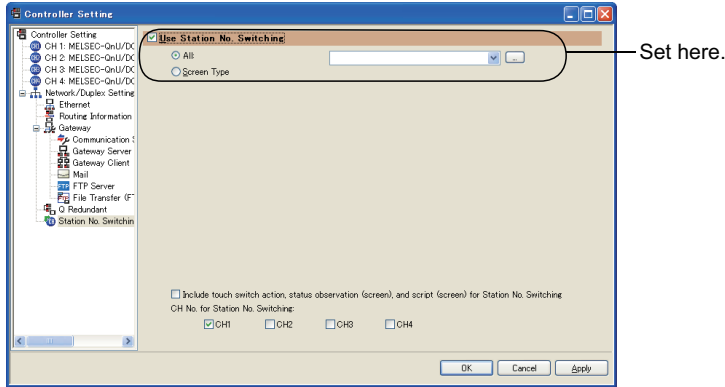 Controller Setting
Controller Setting
CH 1: MELSEC-QnU/DC
CH 2: MELSEC-QnU/DC
CH 3: MELSEC-QnU/DC
CH 4: MELSEC-QnU/DC
Network/Duplex Setting
Ethernet
Routing Information
Gateway
Communication S
Gateway Server
Gateway Client
Mail
FTP Server
File Transfer (FT
Q Redundant
Station No. Switchin
Use Station No. Switching
All
...
Screen Type
Set here.
Include touch switch action, status observation (screen), and script (screen) for Station No. Switching
CH No. for Station No. Switching:
CH1 CH2 CH3 CH4
OK Cancel Apply